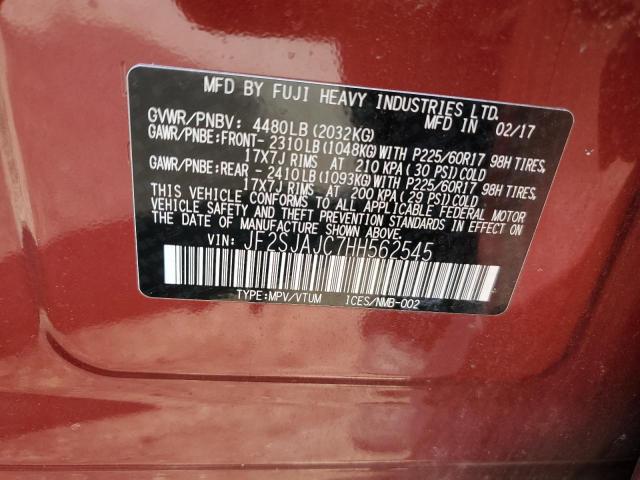 MFD BY FUJI HEAVY INDUSTRIES LTD.
MFD IN 02/17
GVWR/PNBV: 4480LB(2032KG)
GAWR/PNBE:FRONT- 2310LB(1048KG)WITH P225/60R17 98H TIRES,
17X7J RIMS AT 210 KPA( 30 PSI)COLD
GAWR/PNBE:REAR - 2410LB(1093KG)WITH P225/60R17 98H TIRES,
17X7J RIMS AT 200 KPA( 29 PSI)COLD
THIS VEHICLE CONFORMS TO ALL APPLICABLE FEDERAL MOTOR
VEHICLE SAFETY AND THEFT PREVENTION STANDARDS IN EFFECT ON
THE DATE OF MANUFACTURE SHOWN ABOVE.
VIN: JF2SJAJC7HH562545
TYPE:MPV/VTUM ICES/NMB-002